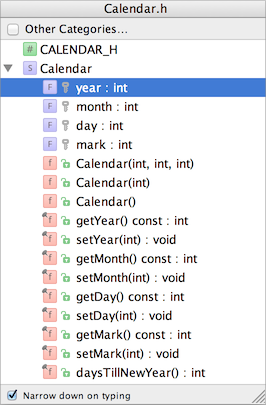 Calendar.h
Other Categories...
# CALENDAR_H
S Calendar
F year : int
F month : int
F day : int
F mark : int
f Calendar(int, int, int)
f Calendar(int)
f Calendar()
f getYear() const : int
f setYear(int) : void
f getMonth() const : int
f setMonth(int) : void
f getDay() const : int
f setDay(int) : void
f getMark() const : int
f setMark(int) : void
f daysTillNewYear() : int
Narrow down on typing